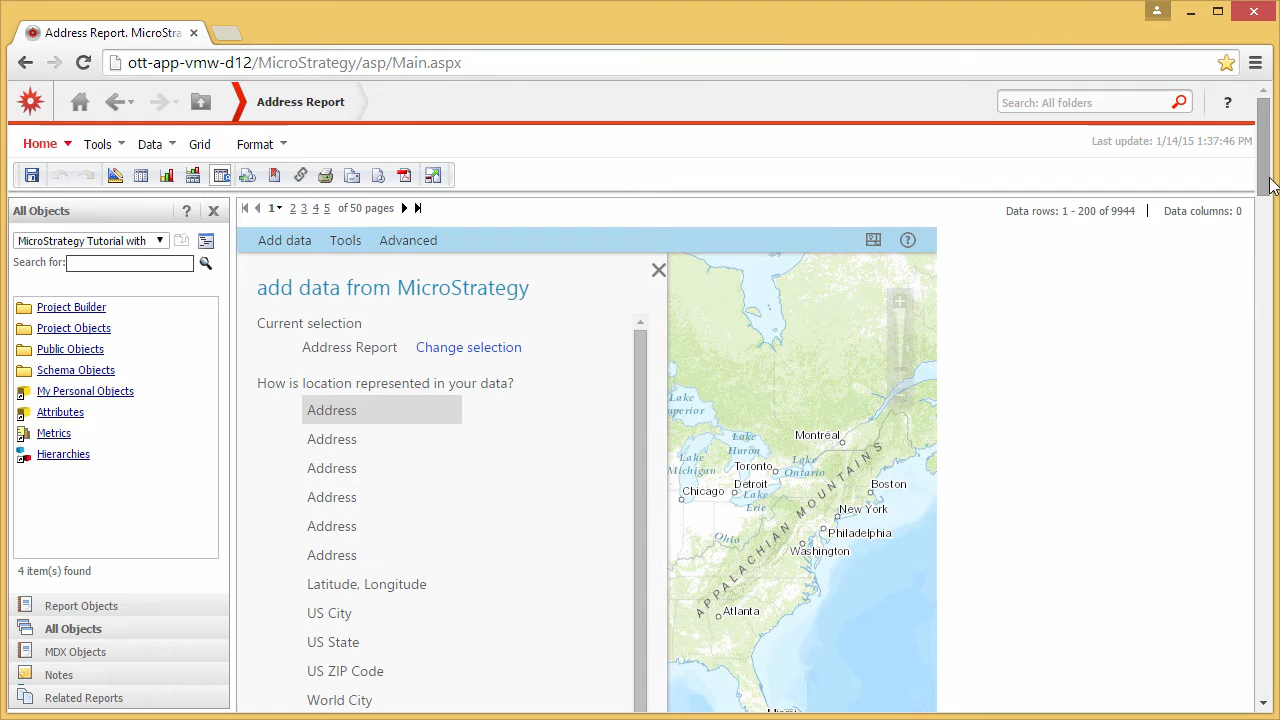 Address Report. MicroStra
ott-app-vmw-d12/MicroStrategy/asp/Main.aspx
Address Report
Search: All folders
?
Home Tools Data Grid Format
Last update: 1/14/15 1:37:46 PM
All Objects ?
MicroStrategy Tutorial with
Search for:
Project Builder
Project Objects
Public Objects
Schema Objects
My Personal Objects
Attributes
Metrics
Hierarchies
4 item(s) found
Report Objects
All Objects
MDX Objects
Notes
Related Reports
1 2 3 4 5 of 50 pages
Data rows: 1 - 200 of 9944
Data columns: 0
Add data Tools Advanced
?
add data from MicroStrategy
Current selection
Address Report Change selection
How is location represented in your data?
Address
Address
Address
Address
Address
Address
Latitude, Longitude
US City
US State
US ZIP Code
World City
Lake
uperior
Montréal
Lake
Huron
Lake
Michigan
Toronto
Lake
Ontario
Chicago
Detroit
Lake
Erie
Boston
New York
Ohio
Philadelphia
Washington
APPALACHIAN MOUNTAINS
Atlanta
Miami